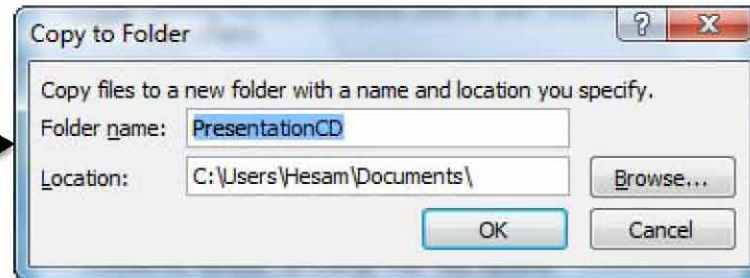 Copy to Folder
Copy files to a new folder with a name and location you specify.
Folder name: PresentationCD
Location: C:\Users\Hesam\Documents\ Browse...
OK Cancel